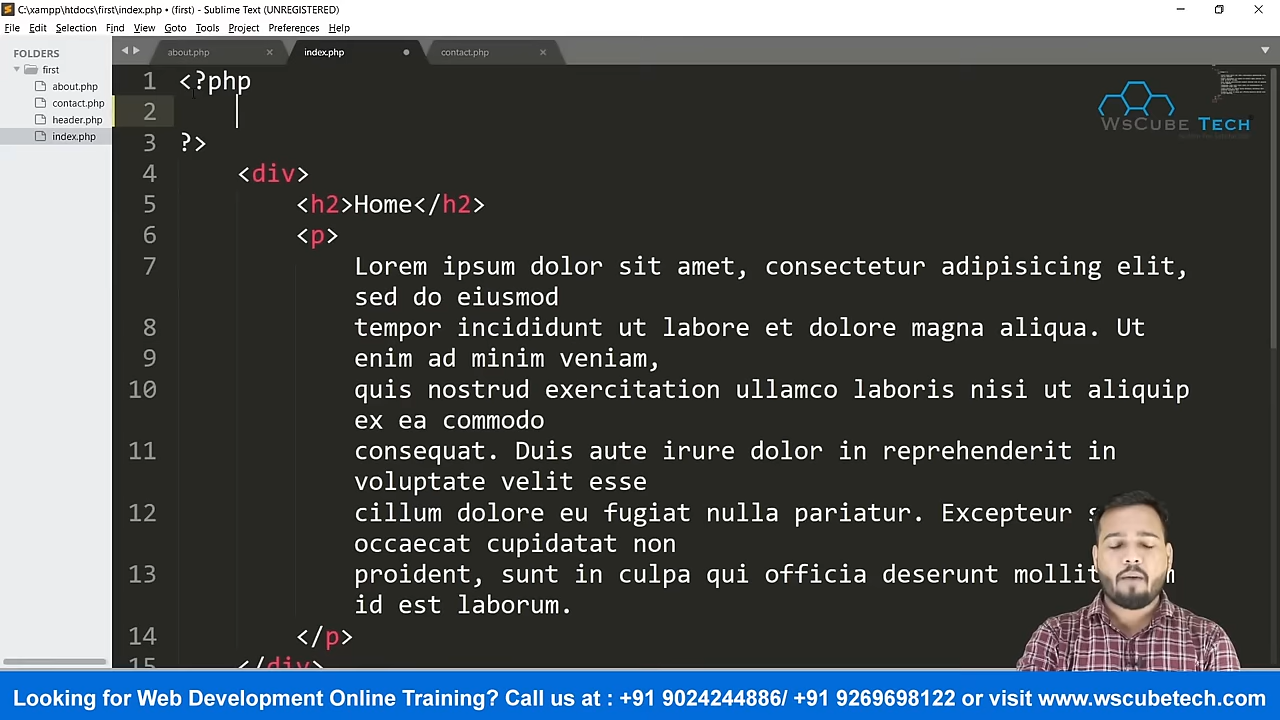 C:\xampp\htdocs\first\index.php • (first) - Sublime Text (UNREGISTERED)
File Edit Selection Find View Goto Tools Project Preferences Help
FOLDERS
first
about.php
contact.php
header.php
index.php
about.php index.php contact.php
1 <?php
2
3 ?>
4 <div>
5 <h2>Home</h2>
6 <p>
7 Lorem ipsum dolor sit amet, consectetur adipisicing elit,
sed do eiusmod
8 tempor incididunt ut labore et dolore magna aliqua. Ut
9 enim ad minim veniam,
10 quis nostrud exercitation ullamco laboris nisi ut aliquip
ex ea commodo
11 consequat. Duis aute irure dolor in reprehenderit in
voluptate velit esse
12 cillum dolore eu fugiat nulla pariatur. Excepteur
occaecat cupidatat non
13 proident, sunt in culpa qui officia deserunt
id est laborum.
14 </p>
15 </div>
WSCUBE TECH
Looking for Web Development Online Training? Call us at : +91 9024244886/ +91 9269698122 or visit www.wscubetech.com